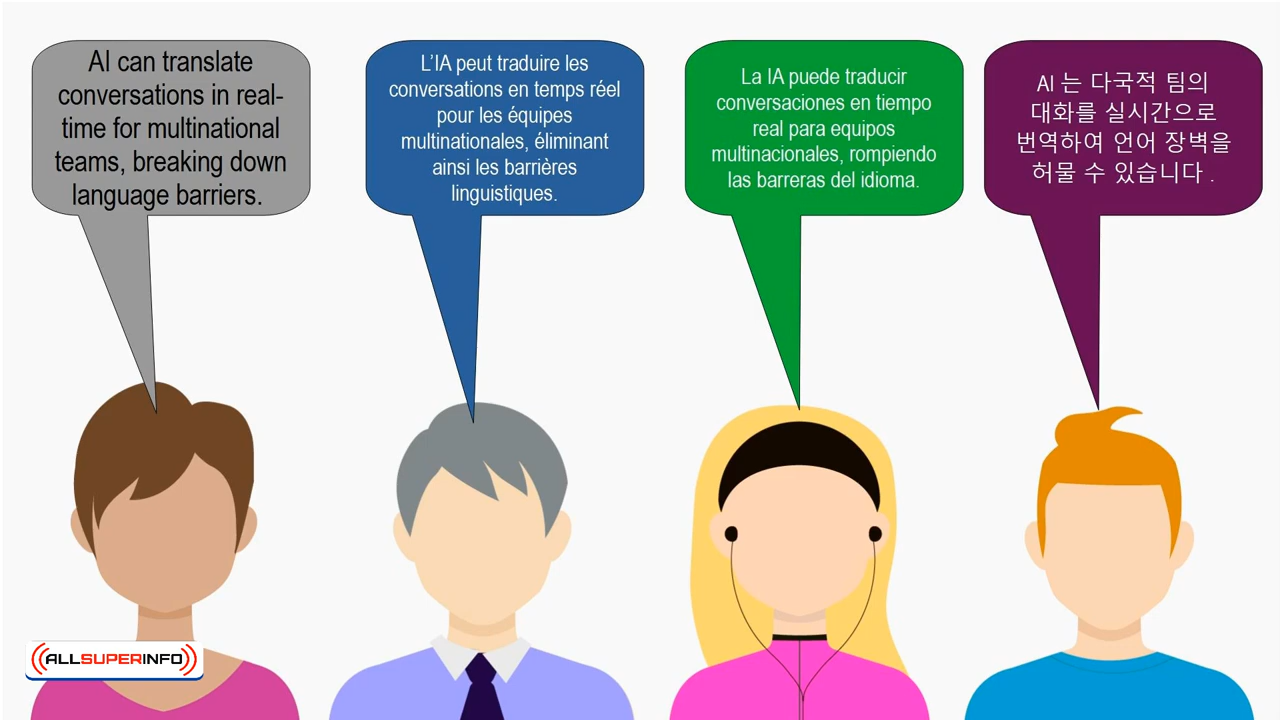 AI can translate
conversations in real-
time for multinational
teams, breaking down
language barriers.
L'IA peut traduire les
conversations en temps réel
pour les équipes
multinationales, éliminant
ainsi les barrières
linguistiques.
La IA puede traducir
conversaciones en tiempo
real para equipos
multinacionales, rompiendo
las barreras del idioma.
AI 는 다국적 팀의
대화를 실시간으로
번역하여 언어 장벽을
허물 수 있습니다 .
ALLSUPERINFO